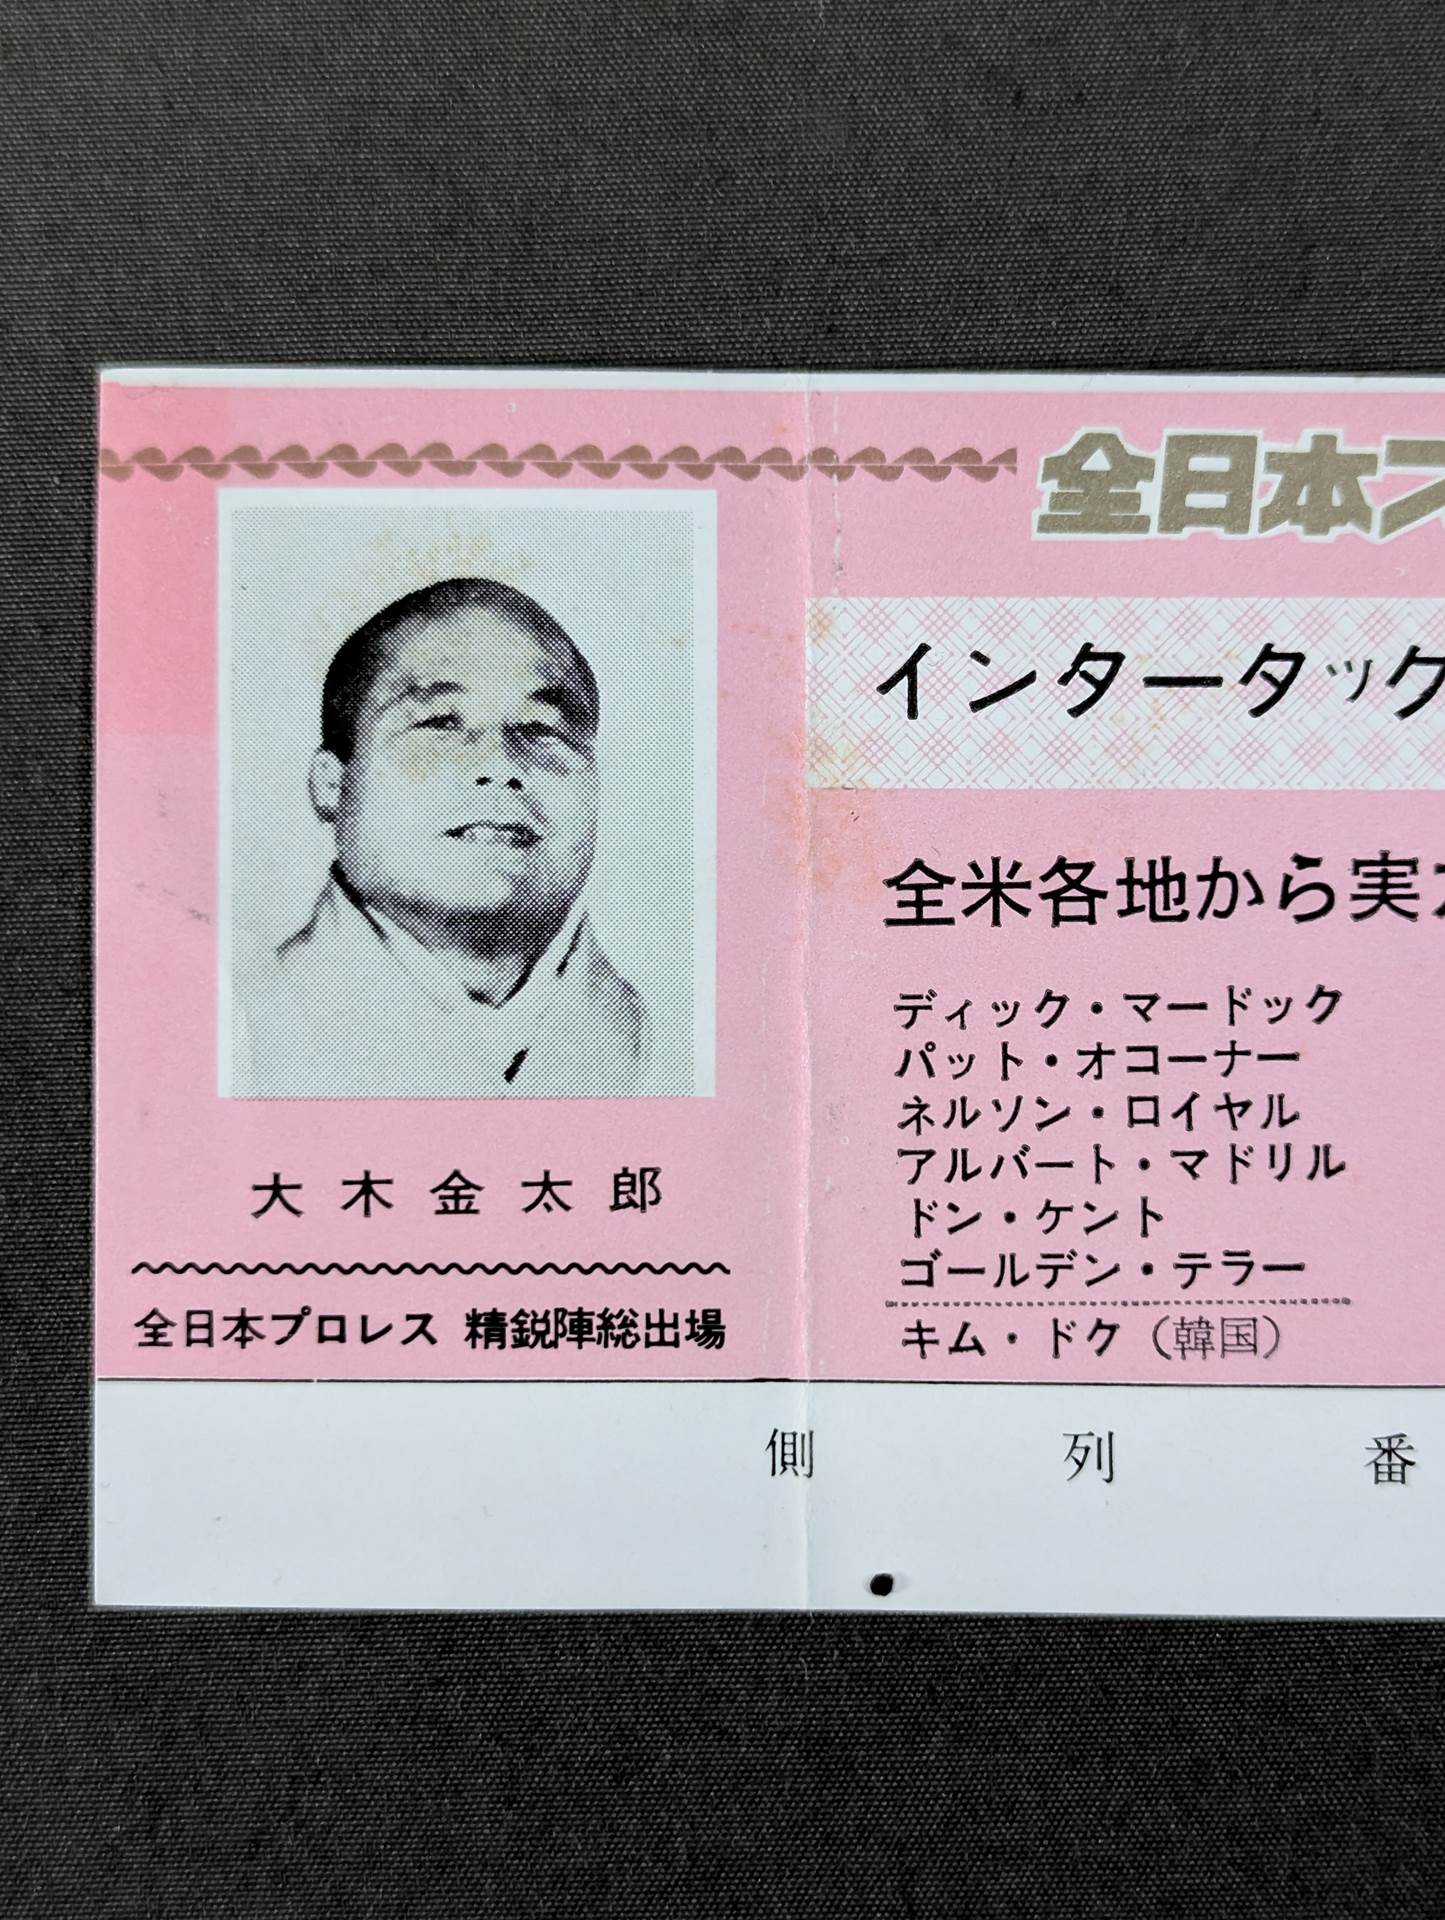 全日本プ
インタータック
全米各地から実
ディック・マードック
パット・オコーナー
ネルソン・ロイヤル
アルバート・マドリル
ドン・ケント
ゴールデン・テラー
キム・ドク（韓国）
大木金太郎
全日本プロレス 精鋭陣総出場
側 列 番